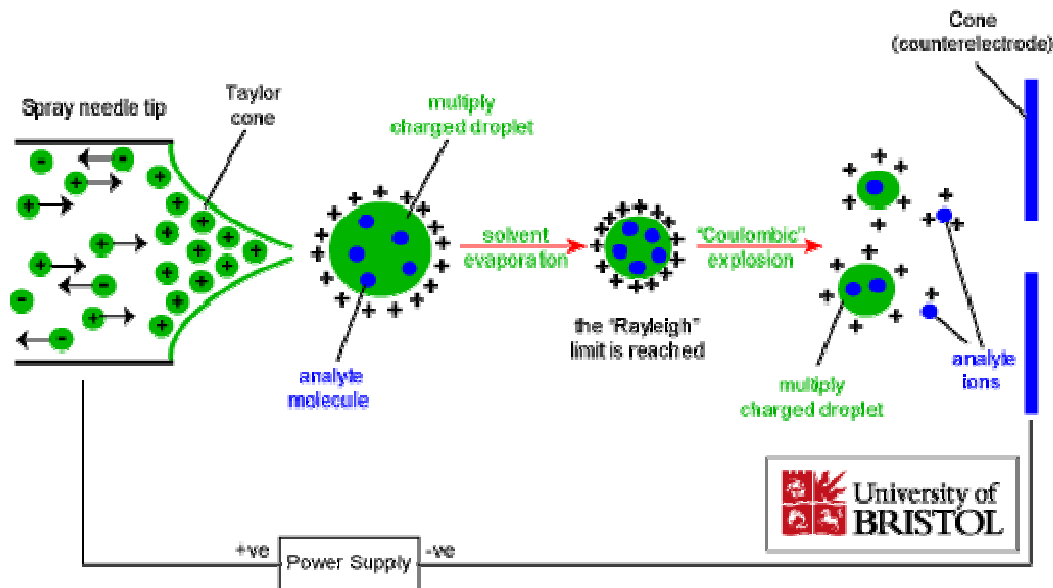 Cone
(counterelectrode)
Spray needle tip
Taylor
cone
multiply
charged droplet
solvent
evaporation
"Coulombic"
explosion
the "Rayleigh"
limit is reached
analyte
molecule
multiply
charged droplet
analyte
ions
University of
BRISTOL
+ve
Power Supply
-ve